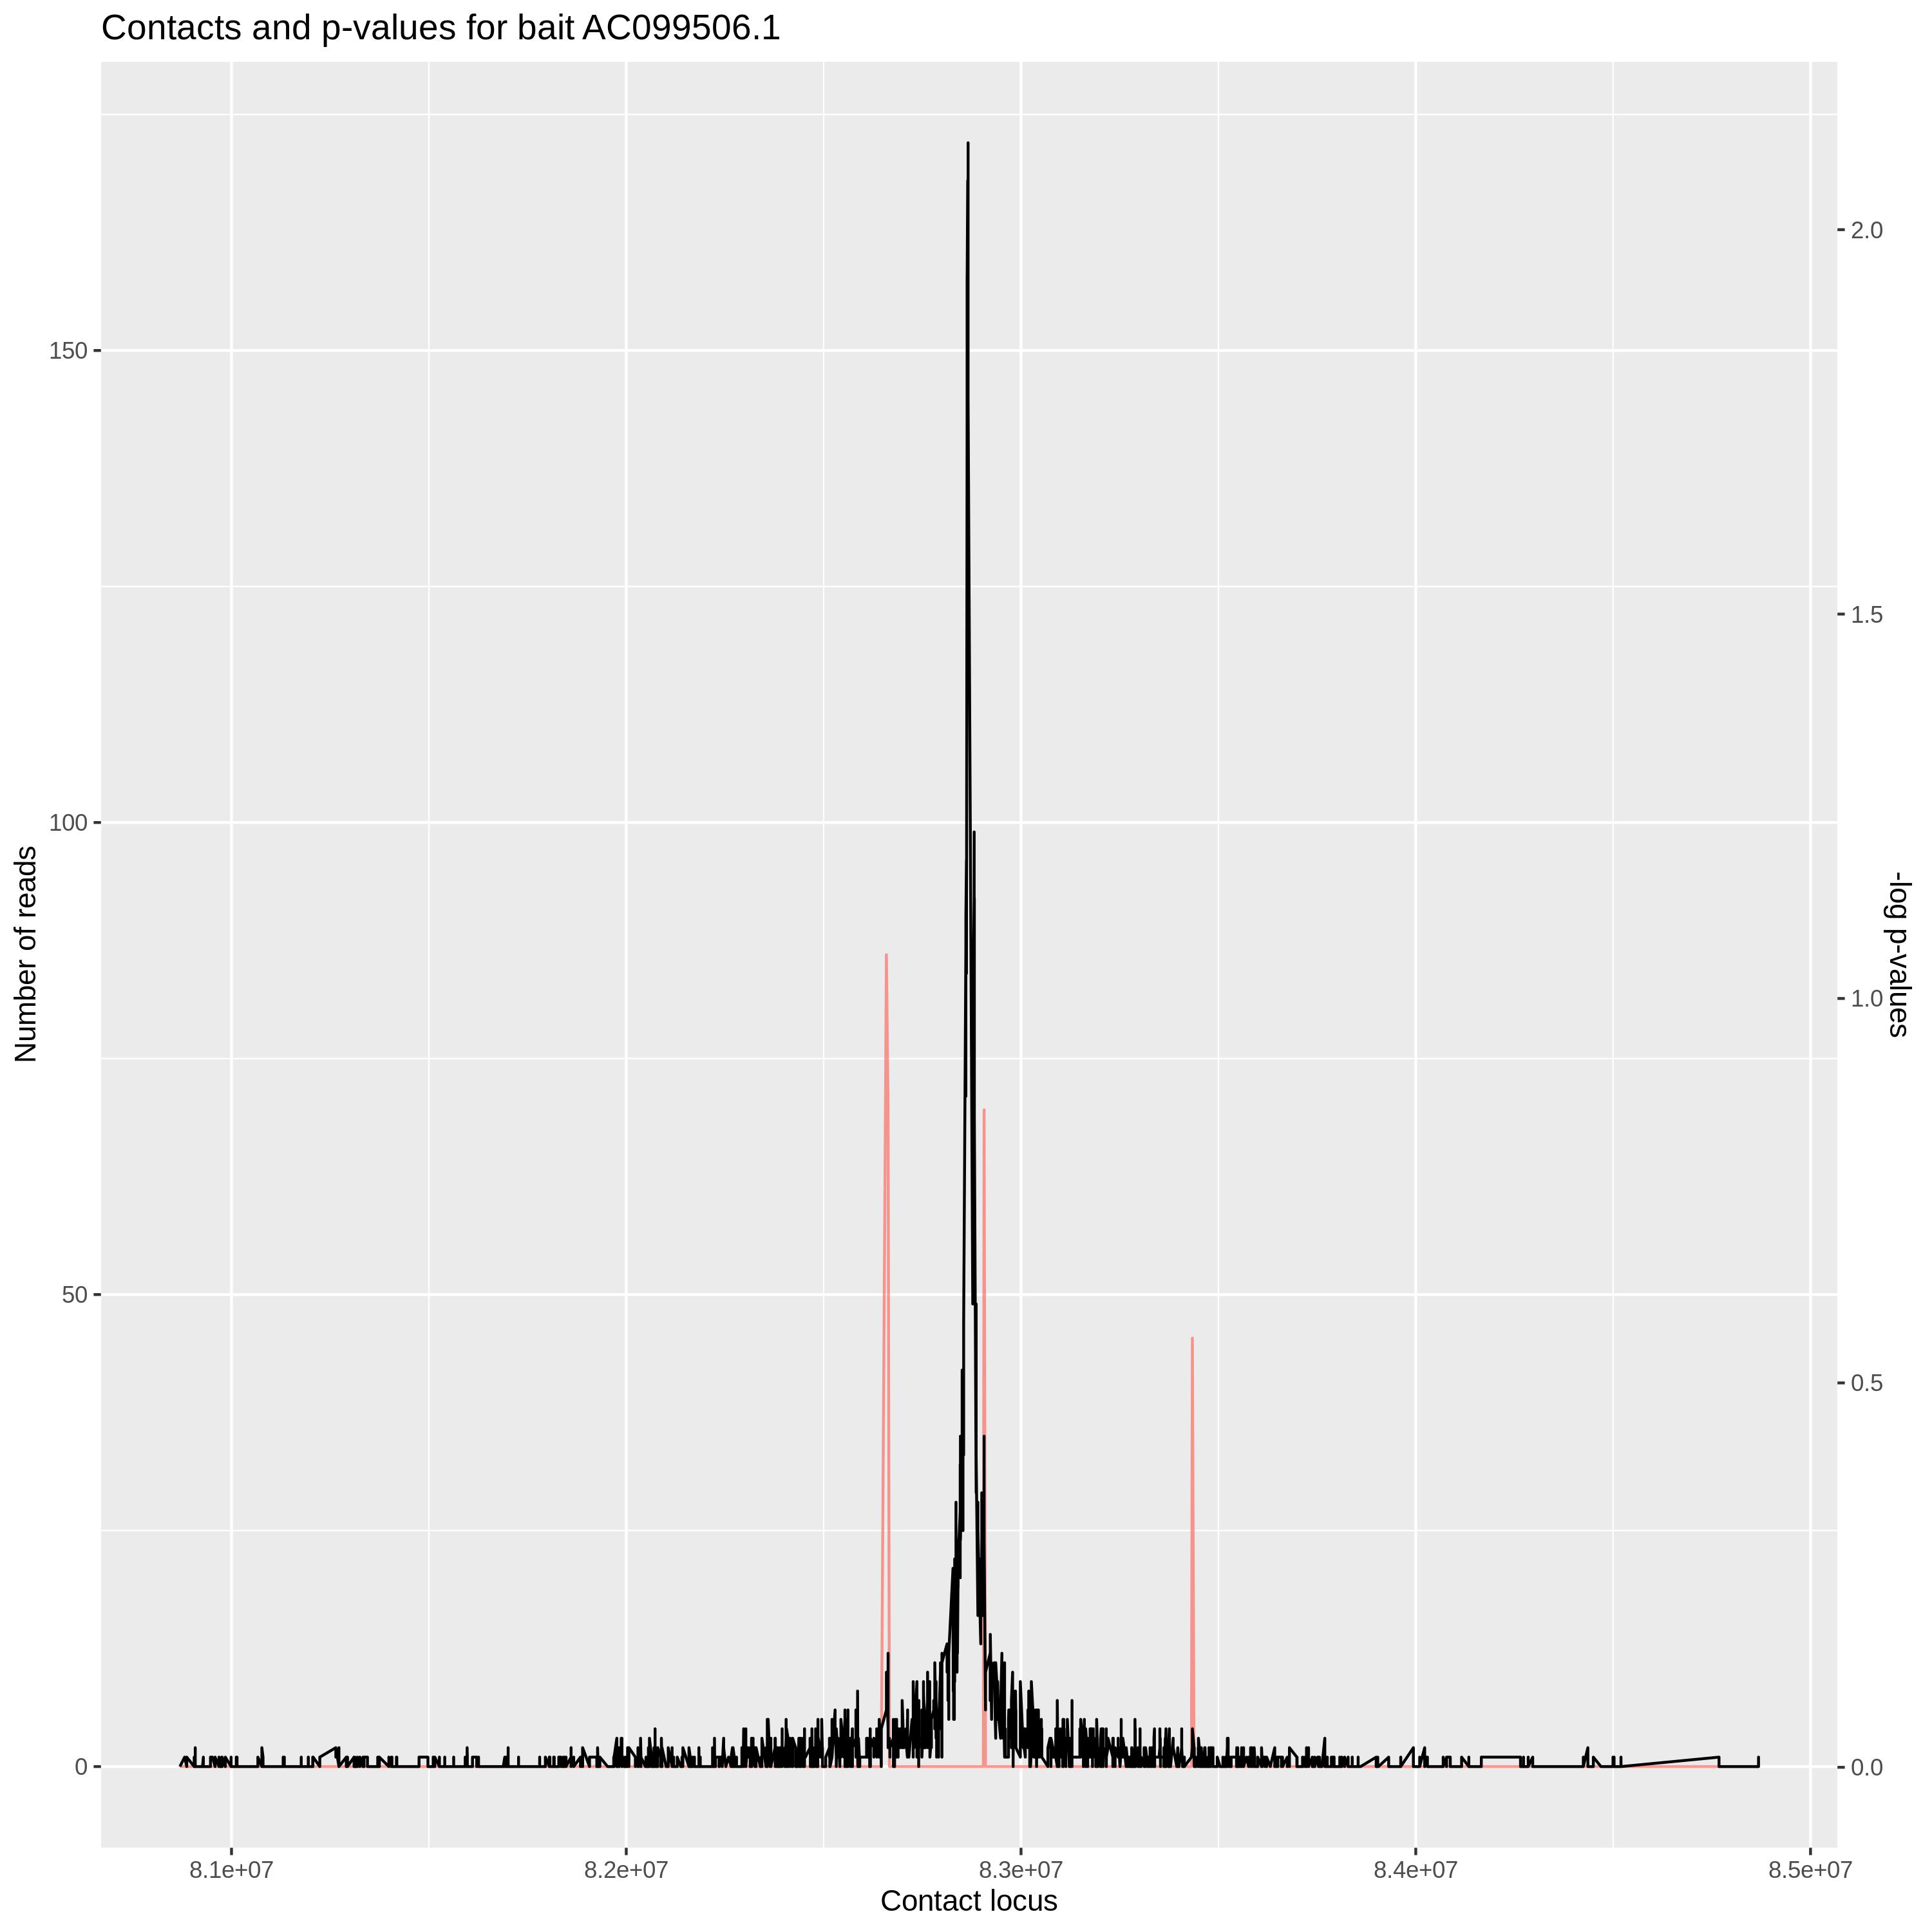 Contacts and p-values for bait AC099506.1
Number of reads
150
100
50
0
2.0
1.5
1.0
0.5
0.0
-log p-values
8.1e+07 8.2e+07 8.3e+07 8.4e+07 8.5e+07
Contact locus